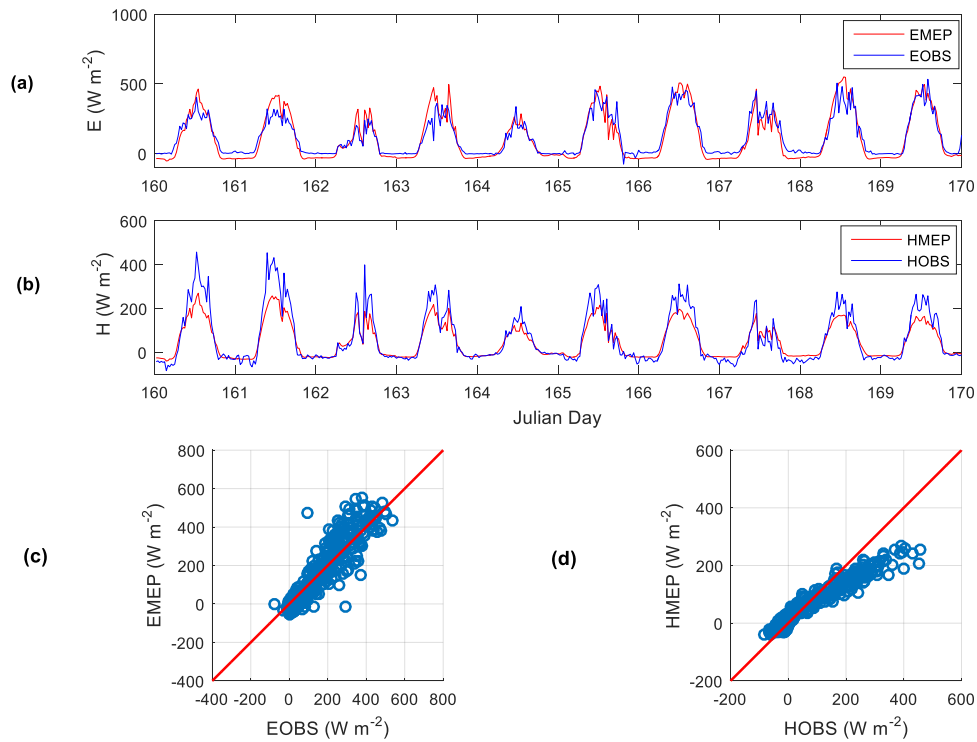 (a)
E (W m-2)
1000
500
0
EMEP
EOBS
160 161 162 163 164 165 166 167 168 169 170
(b)
H (W m-2)
600
400
200
0
HMEP
HOBS
160 161 162 163 164 165 166 167 168 169 170
Julian Day
(c)
EMEP (W m-2)
800
600
400
200
0
-200
-400
-400 -200 0 200 400 600 800
EOBS (W m-2)
(d)
HMEP (W m-2)
600
400
200
0
-200
-200 0 200 400 600
HOBS (W m-2)